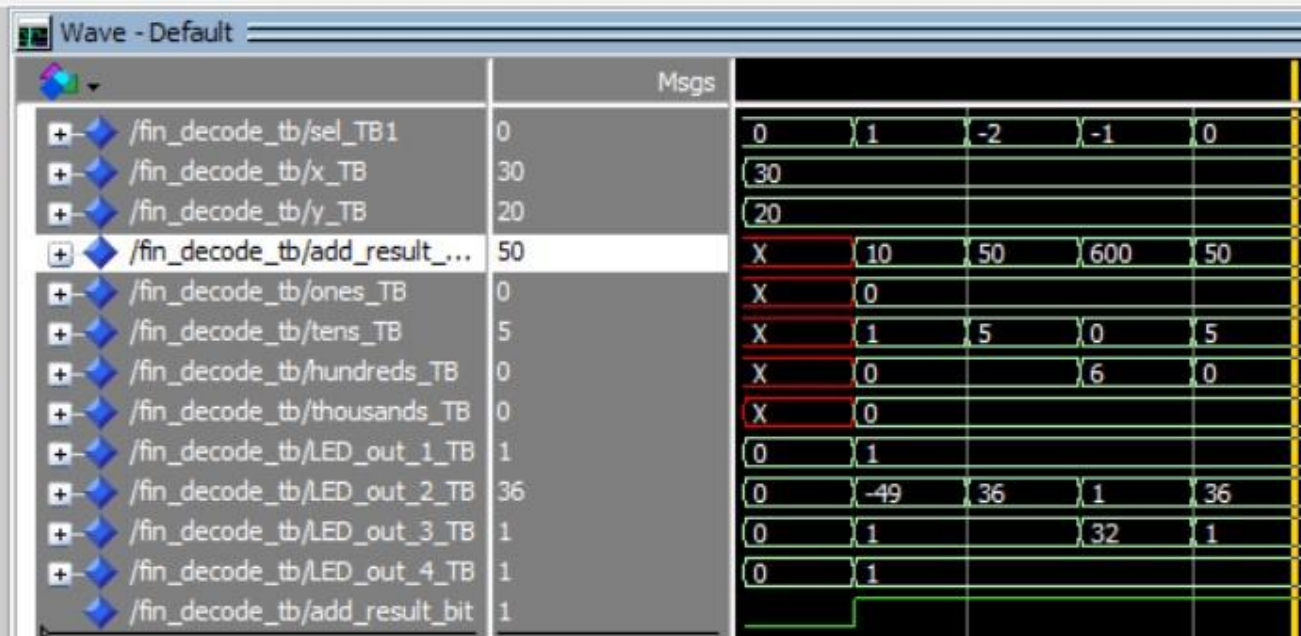 Wave - Default
Msgs
/fin_decode_tb/sel_TB1 0 0 1 -2 -1 0
/fin_decode_tb/x_TB 30 30
/fin_decode_tb/y_TB 20 20
/fin_decode_tb/add_result_... 50 X 10 50 600 50
/fin_decode_tb/ones_TB 0 X 0
/fin_decode_tb/tens_TB 5 X 1 5 0 5
/fin_decode_tb/hundreds_TB 0 X 0 6 0
/fin_decode_tb/thousands_TB 0 X 0
/fin_decode_tb/LED_out_1_TB 1 0 1
/fin_decode_tb/LED_out_2_TB 36 0 -49 36 1 36
/fin_decode_tb/LED_out_3_TB 1 0 1 32 1
/fin_decode_tb/LED_out_4_TB 1 0 1
/fin_decode_tb/add_result_bit 1